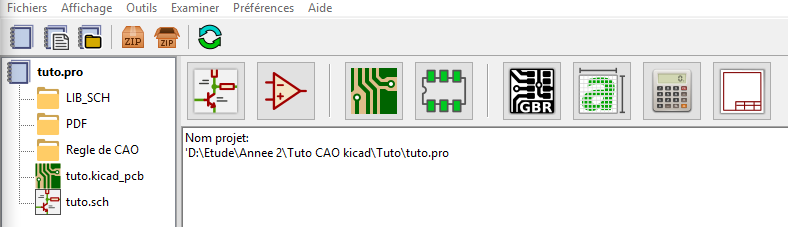 Fichiers Affichage Outils Examiner Préférences Aide
ZIP ZIP
tuto.pro
LIB_SCH
PDF
Regle de CAO
tuto.kicad_pcb
tuto.sch
GBR a 0.
Nom projet:
'D:\Etude\Annee 2\Tuto CAO kicad\Tuto\tuto.pro